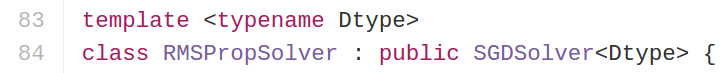 83 template <typename Dtype>
84 class RMSPropSolver : public SGDSolver<Dtype> {